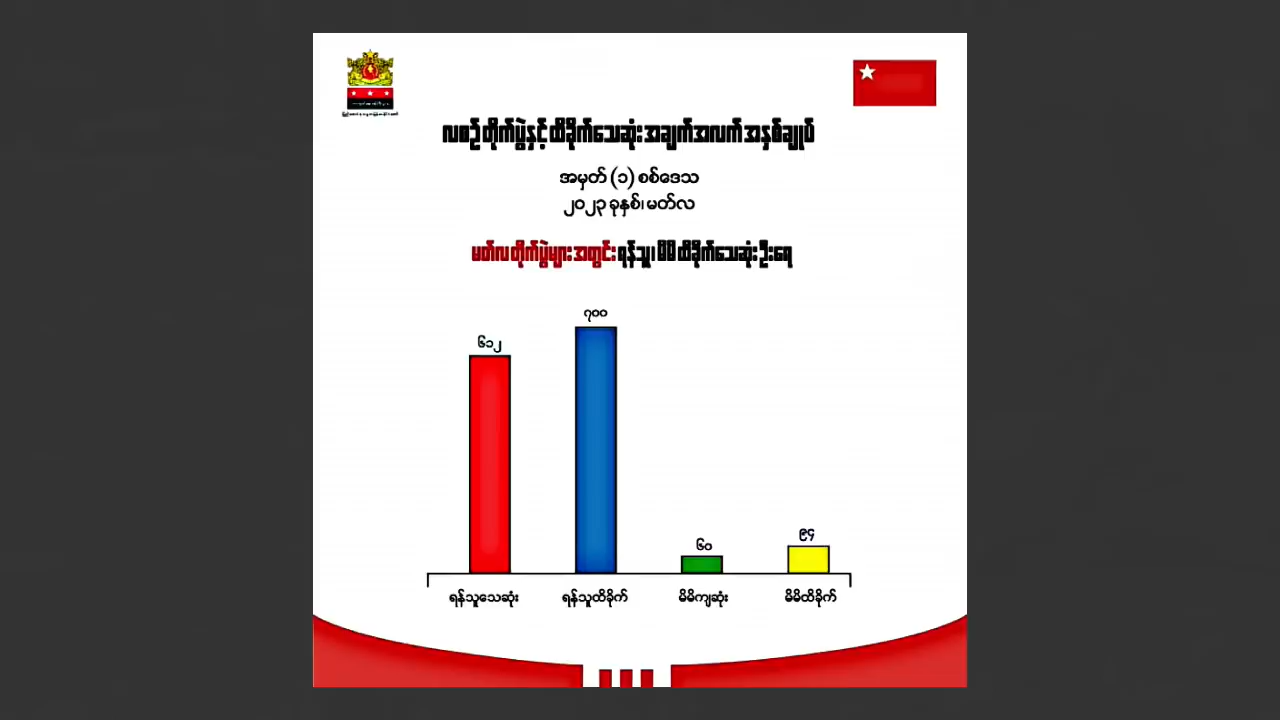 လစဉ်တိုက်ပွဲနှင့်ထိခိုက်သေဆုံးအချက်အလက်အနှစ်ချုပ်
အမှတ် (၁) စစ်ဒေသ
၂၀၂၃ ခုနှစ်၊ မတ်လ
မတ်လတိုက်ပွဲများအတွင်း ရန်သူ၊ မိမိ ထိခိုက်သေဆုံးဦးရေ
၆၁၂
၇၀၀
၆၀
၉၄
ရန်သူသေဆုံး
ရန်သူထိခိုက်
မိမိကျဆုံး
မိမိထိခိုက်